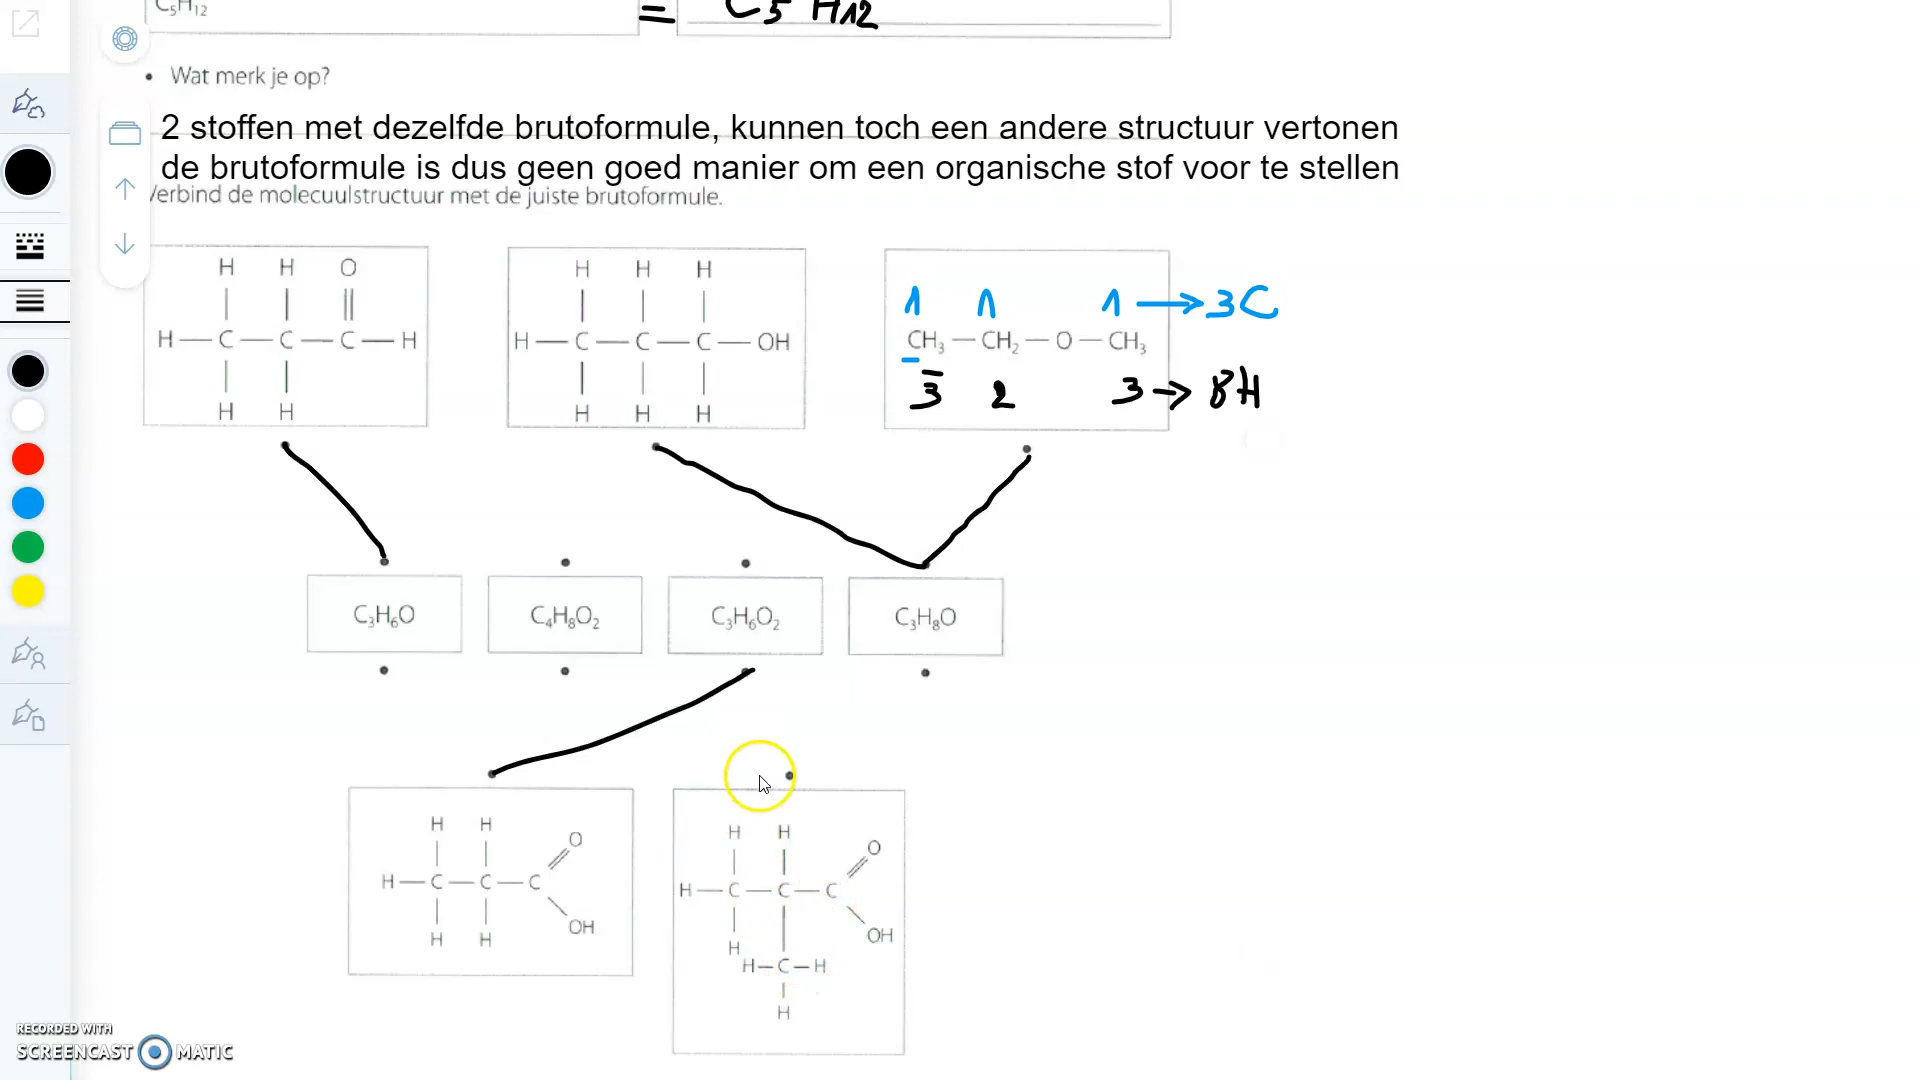 C₅H₁₂
= C₅ H₁₂
• Wat merk je op?
2 stoffen met dezelfde brutoformule, kunnen toch een andere structuur vertonen
de brutoformule is dus geen goed manier om een organische stof voor te stellen
Verbind de molecuulstructuur met de juiste brutoformule.
H H O
H — C — C — C — H
H H
H H H
H — C — C — C — OH
H H H
1 1 1 → 3C
CH₃ — CH₂ — O — CH₃
3 2 3 → 8H
C₃H₆O
C₄H₈O₂
C₃H₆O₂
C₃H₈O
H H O
H — C — C — C
OH
H H
H H O
H — C — C — C
OH
H
H — C — H
H
RECORDED WITH
SCREENCAST MATIC